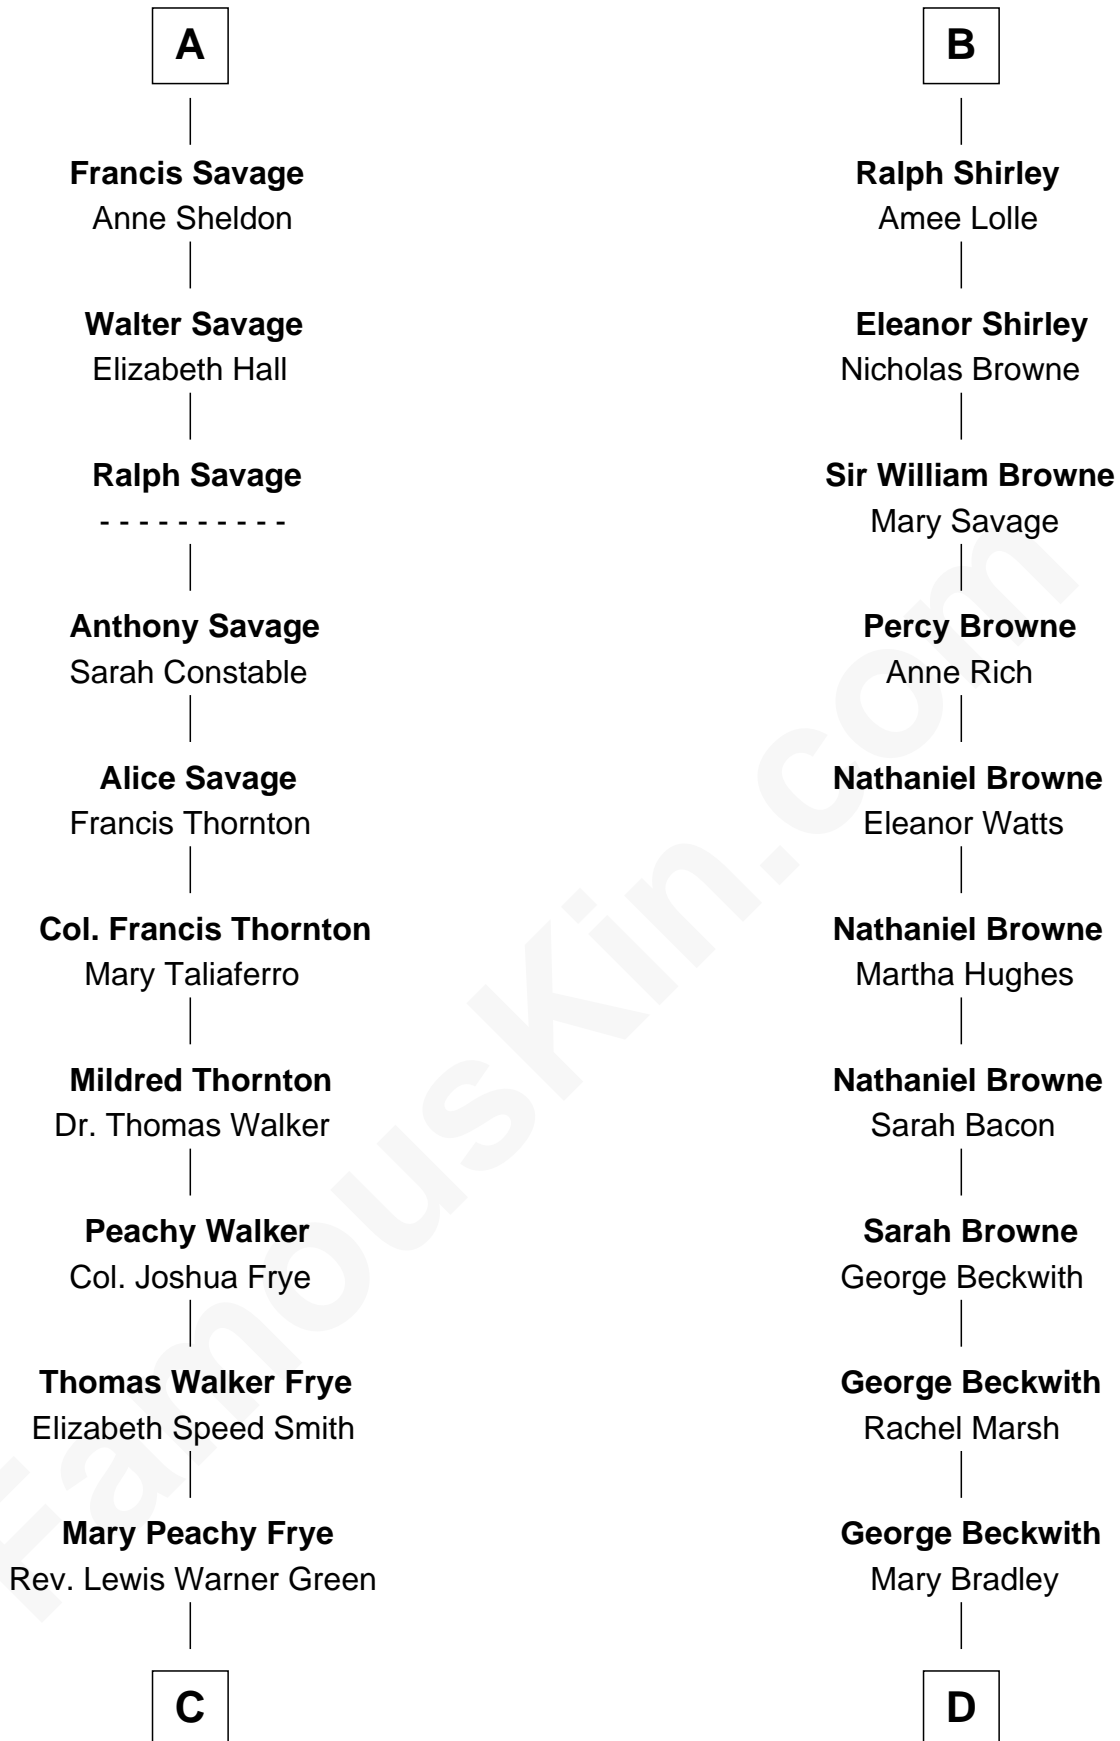 A
Francis Savage
Anne Sheldon
Walter Savage
Elizabeth Hall
Ralph Savage
- - - - - - - - - -
Anthony Savage
Sarah Constable
Alice Savage
Francis Thornton
Col. Francis Thornton
Mary Taliaferro
Mildred Thornton
Dr. Thomas Walker
Peachy Walker
Col. Joshua Frye
Thomas Walker Frye
Elizabeth Speed Smith
Mary Peachy Frye
Rev. Lewis Warner Green
C
B
Ralph Shirley
Amee Lolle
Eleanor Shirley
Nicholas Browne
Sir William Browne
Mary Savage
Percy Browne
Anne Rich
Nathaniel Browne
Eleanor Watts
Nathaniel Browne
Martha Hughes
Nathaniel Browne
Sarah Bacon
Sarah Browne
George Beckwith
George Beckwith
Rachel Marsh
George Beckwith
Mary Bradley
D
FamousKin.com